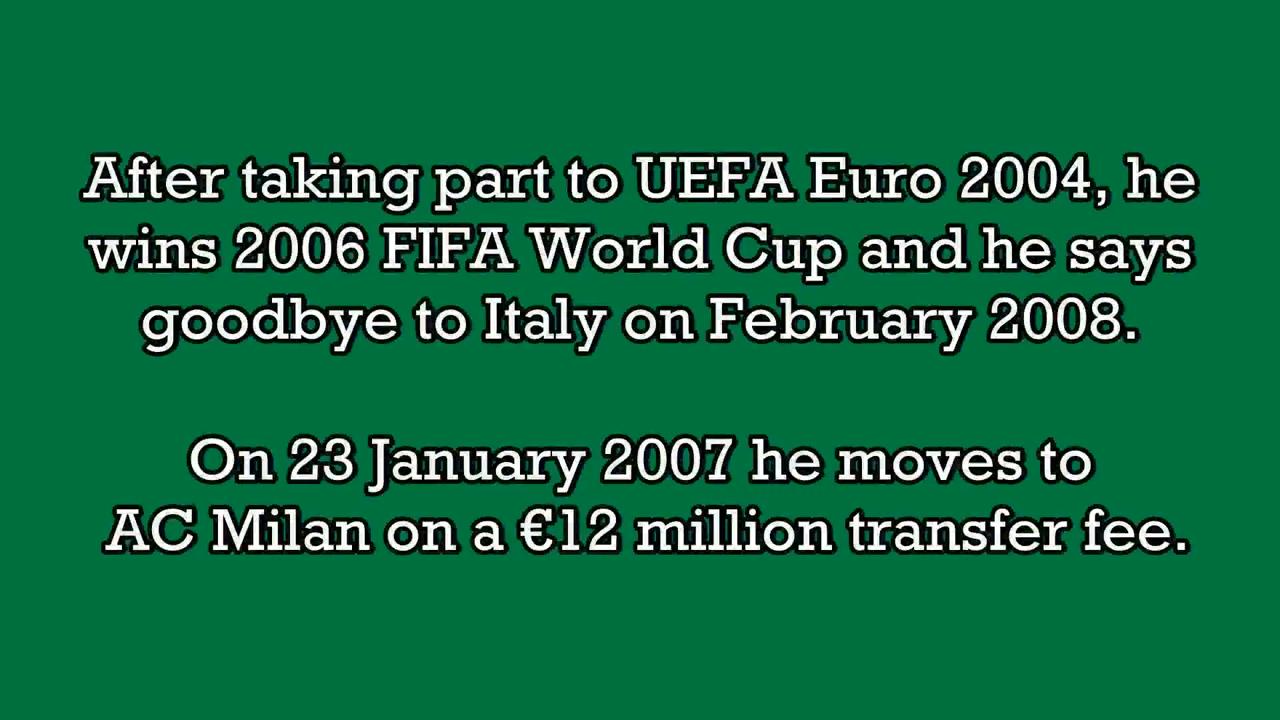 After taking part to UEFA Euro 2004, he
wins 2006 FIFA World Cup and he says
goodbye to Italy on February 2008.
On 23 January 2007 he moves to
AC Milan on a €12 million transfer fee.